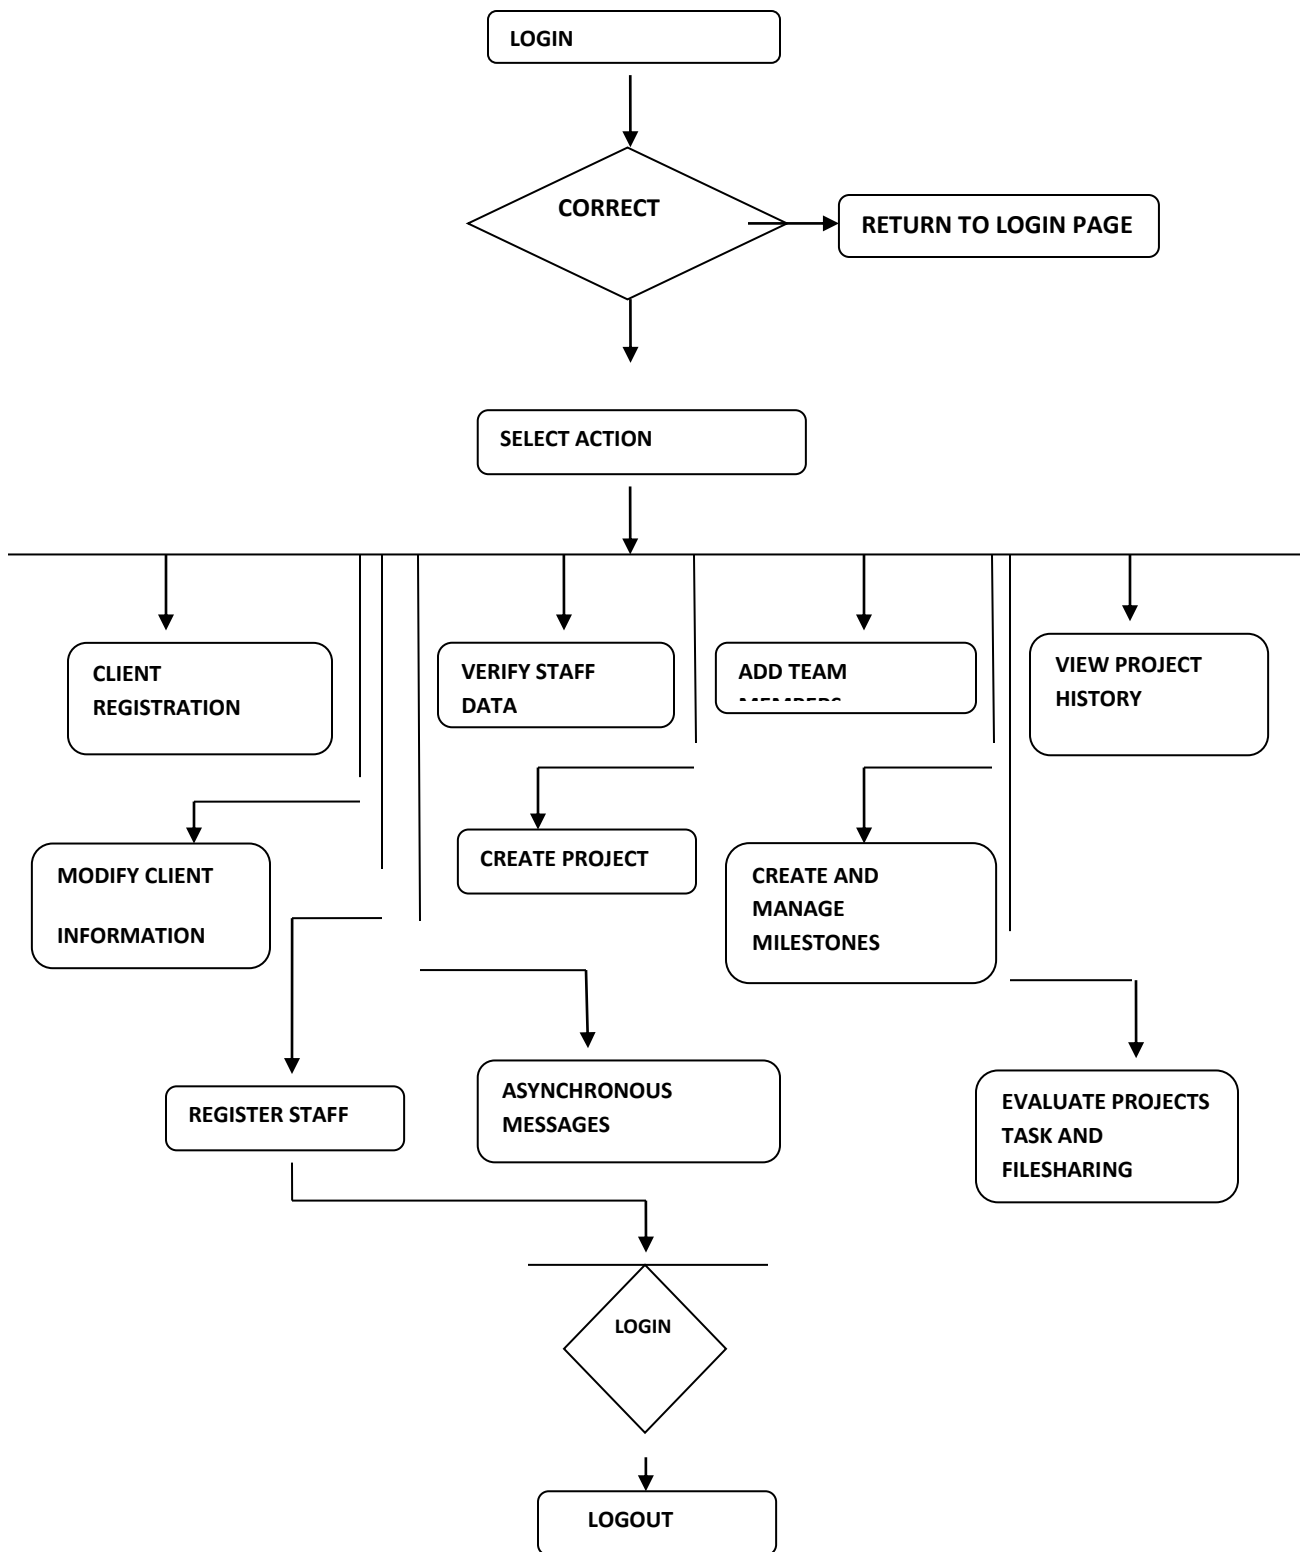 LOGIN
CORRECT
RETURN TO LOGIN PAGE
SELECT ACTION
CLIENT
REGISTRATION
VERIFY STAFF
DATA
ADD TEAM
VIEW PROJECT
HISTORY
MODIFY CLIENT
INFORMATION
CREATE PROJECT
CREATE AND
MANAGE
MILESTONES
REGISTER STAFF
ASYNCHRONOUS
MESSAGES
EVALUATE PROJECTS
TASK AND
FILESHARING
LOGIN
LOGOUT